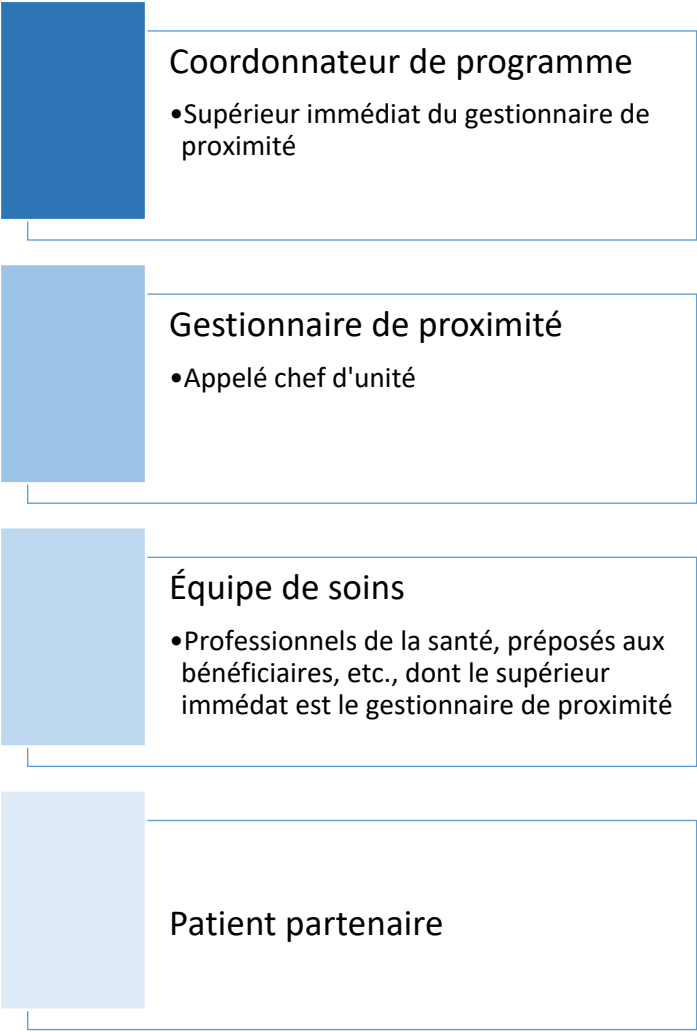 Coordonnateur de programme
•Supérieur immédiat du gestionnaire de
proximité
Gestionnaire de proximité
•Appelé chef d'unité
Équipe de soins
•Professionnels de la santé, préposés aux
bénéficiaires, etc., dont le supérieur
immédat est le gestionnaire de proximité
Patient partenaire